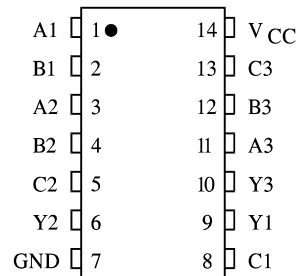 A1 1 14 V CC
B1 2 13 C3
A2 3 12 B3
B2 4 11 A3
C2 5 10 Y3
Y2 6 9 Y1
GND 7 8 C1